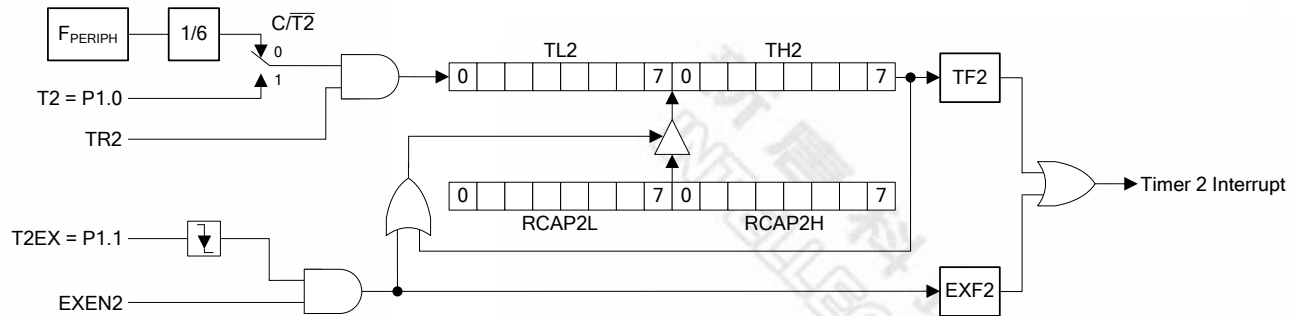 F_PERIPH
1/6
C/T2
0
1
T2 = P1.0
TR2
TL2
TH2
0 7 0 7
TF2
0 7 0 7
RCAP2L
RCAP2H
Timer 2 Interrupt
T2EX = P1.1
EXEN2
EXF2